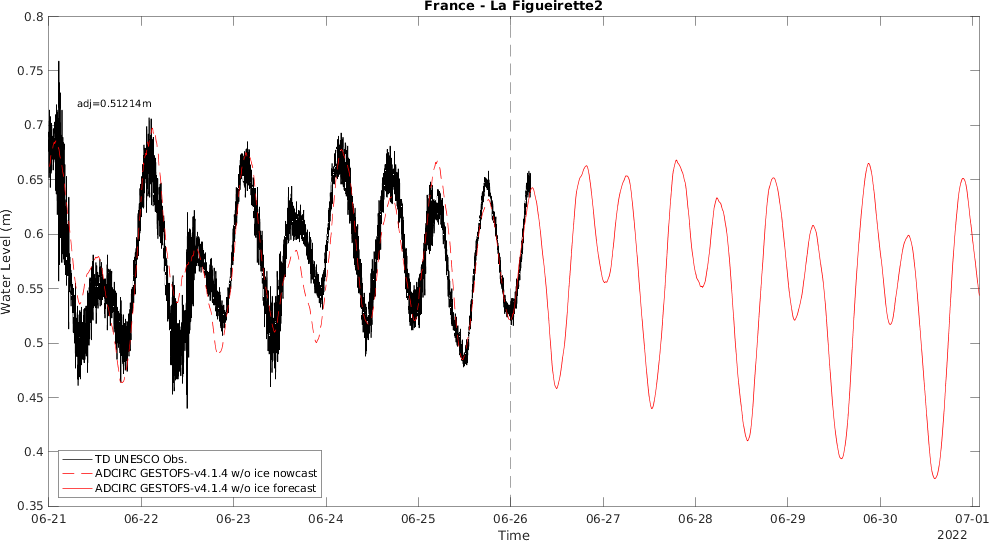 France - La Figueirette2
0.8
0.75
0.7
0.65
0.6
0.55
0.5
0.45
0.4
0.35
Water Level (m)
adj=0.51214m
TD UNESCO Obs.
ADCIRC GESTOFS-v4.1.4 w/o ice nowcast
ADCIRC GESTOFS-v4.1.4 w/o ice forecast
06-21 06-22 06-23 06-24 06-25 06-26 06-27 06-28 06-29 06-30 07-01
Time
2022